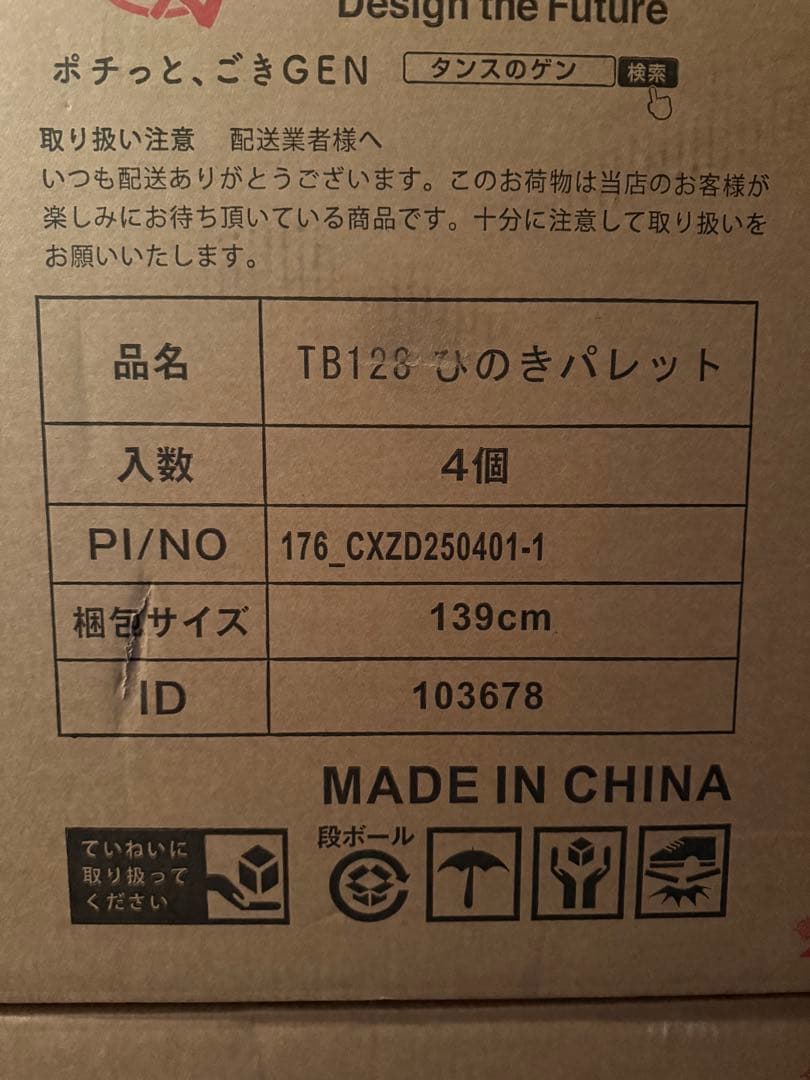 Design the Future
ポチっと、ごきGEN タンスのゲン 検索
取り扱い注意 配送業者様へ
いつも配送ありがとうございます。このお荷物は当店のお客様が
楽しみにお待ち頂いている商品です。十分に注意して取り扱いを
お願いいたします。
品名 TB128 ひのきパレット
入数 4個
PI/NO 176_CXZD250401-1
梱包サイズ 139cm
ID 103678
MADE IN CHINA
ていねいに
取り扱って
ください
段ボール